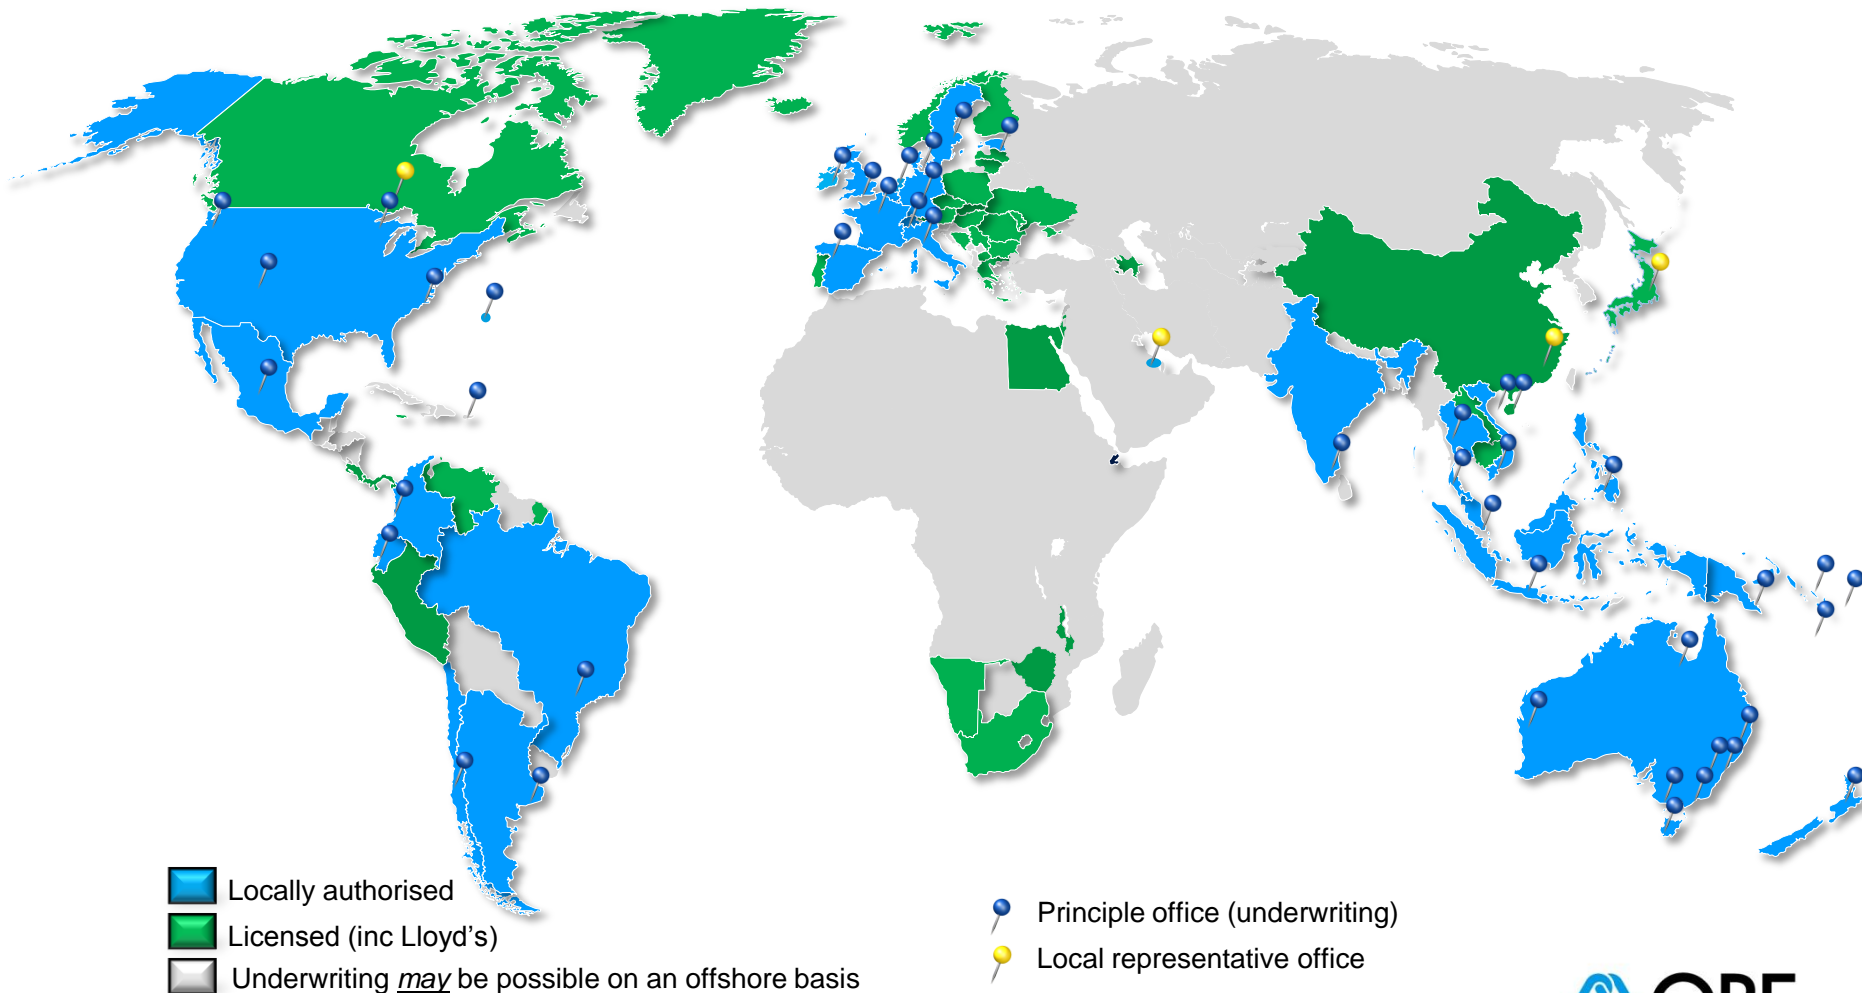 Locally authorised
Licensed (inc Lloyd's)
Underwriting may be possible on an offshore basis
Principle office (underwriting)
Local representative office
QBE